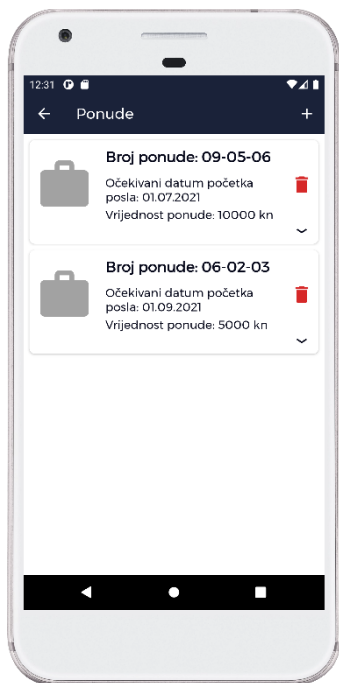 12:31
Ponude
Broj ponude: 09-05-06
Očekivani datum početka
posla: 01.07.2021
Vrijednost ponude: 10000 kn
Broj ponude: 06-02-03
Očekivani datum početka
posla: 01.09.2021
Vrijednost ponude: 5000 kn